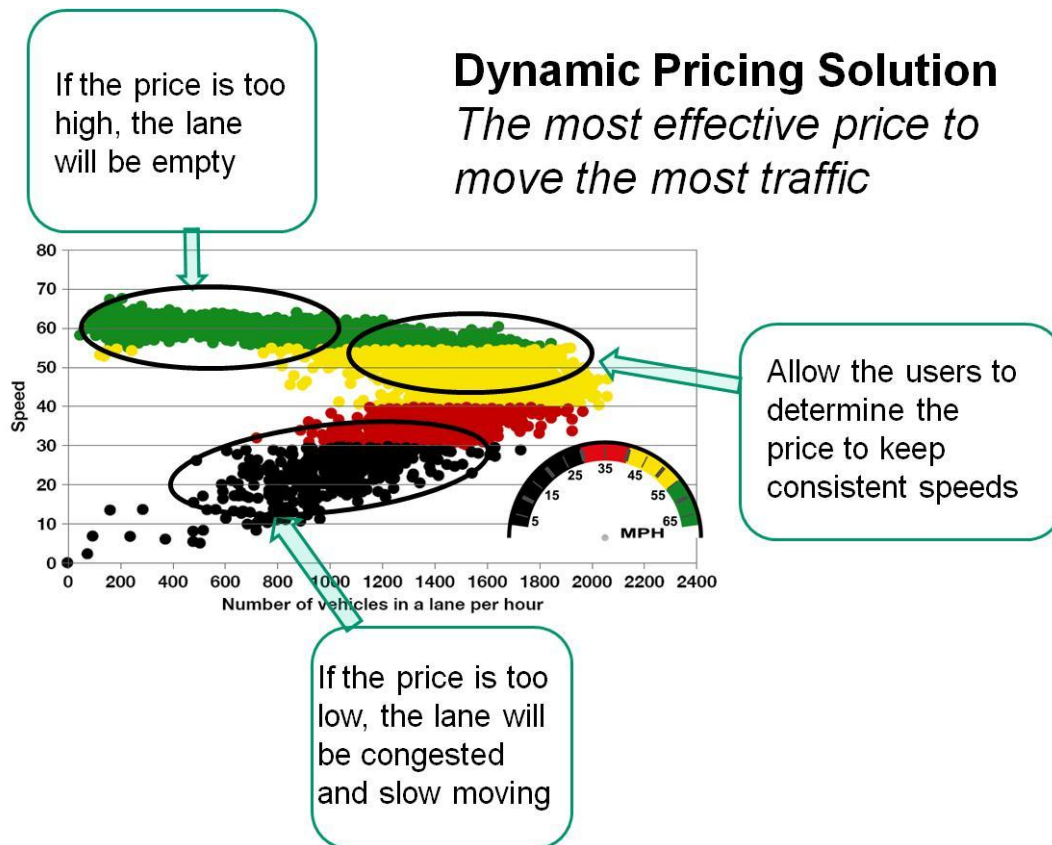 If the price is too
high, the lane
will be empty
Dynamic Pricing Solution
The most effective price to
move the most traffic
80
70
60
50
40
30
20
10
0
Speed
0 200 400 600 800 1000 1200 1400 1600 1800 2000 2200 2400
Number of vehicles in a lane per hour
5 15 25 35 45 55 65
MPH
Allow the users to
determine the
price to keep
consistent speeds
If the price is too
low, the lane will
be congested
and slow moving